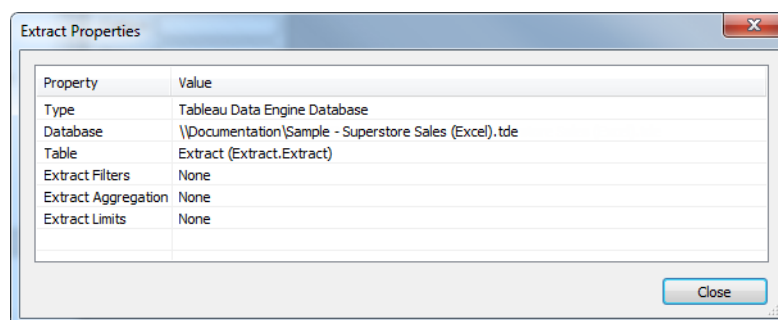 Extract Properties
Property Value
Type Tableau Data Engine Database
Database \\Documentation\Sample - Superstore Sales (Excel).tde
Table Extract (Extract.Extract)
Extract Filters None
Extract Aggregation None
Extract Limits None
Close